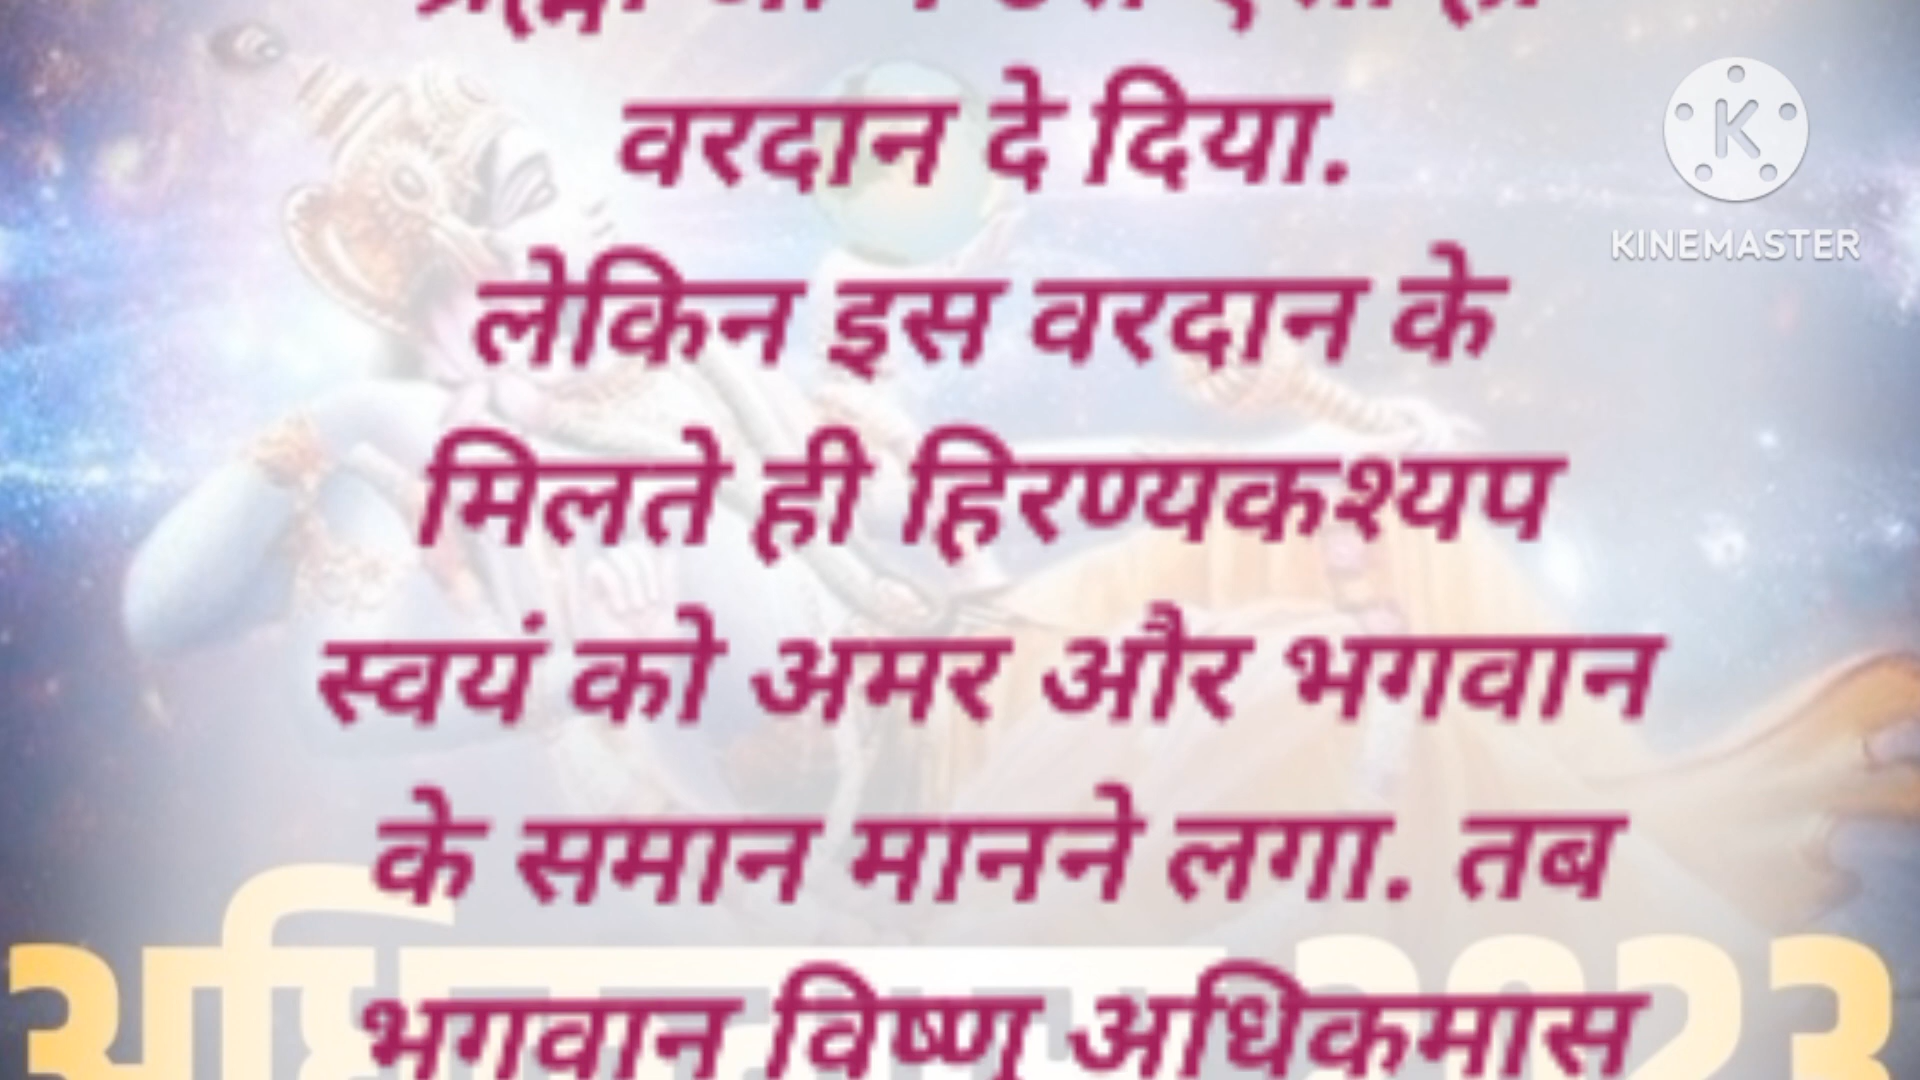 वरदान दे दिया.
लेकिन इस वरदान के
मिलते ही हिरण्यकश्यप
स्वयं को अमर और भगवान
के समान मानने लगा. तब
भगवान विष्णु अधिकमास
2023
KINEMASTER